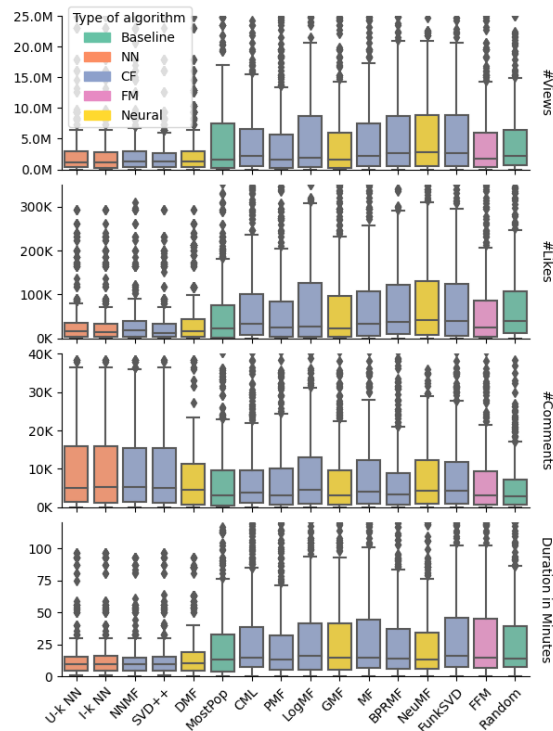 Type of algorithm
Baseline
NN
CF
FM
Neural
25.0M
20.0M
15.0M
10.0M
5.0M
0.0M
#Views
300K
200K
100K
0K
#Likes
40K
30K
20K
10K
0K
#Comments
100
75
50
25
0
Duration in Minutes
U-k NN
I-k NN
NNMF
SVD++
DMF
MostPop
CML
PMF
LogMF
GMF
MF
BPRMF
NeuMF
FunkSVD
FFM
Random